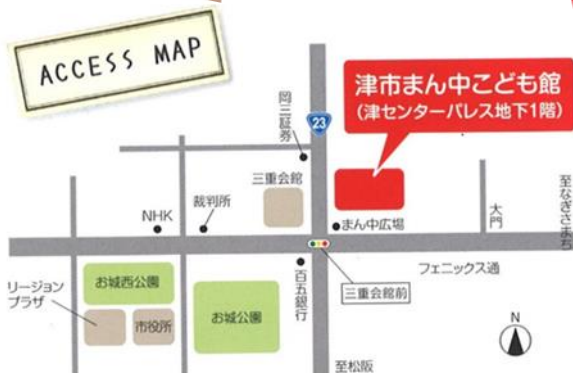 ACCESS MAP
津市まん中こども館
(津センターパレス地下1階)
23
岡三証券
三重会館
裁判所
NHK
まん中広場
大門
至なぎさまち
フェニックス通
三重会館前
百五銀行
お城西公園
リージョン
プラザ
市役所
お城公園
至松阪
N